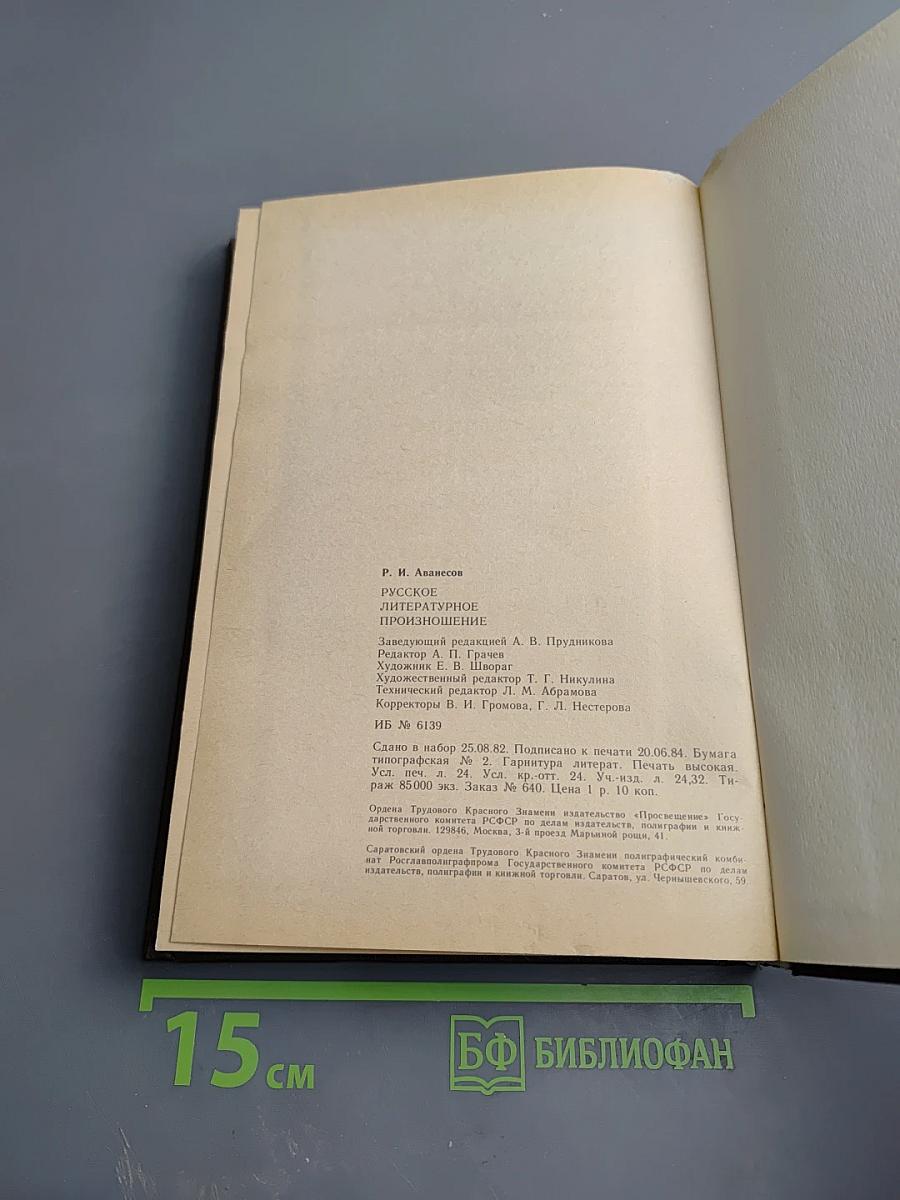 Р. И. Аванесов
РУССКОЕ
ЛИТЕРАТУРНОЕ
ПРОИЗНОШЕНИЕ
Заведующий редакцией А. В. Прудникова
Редактор А. П. Грачев
Художник Е. В. Швораг
Художественный редактор Т. Г. Никулина
Технический редактор Л. М. Абрамова
Корректоры В. И. Громова, Г. Л. Нестерова
ИБ № 6139
Сдано в набор 25.08.82. Подписано к печати 20.06.84. Бумага
типографская № 2. Гарнитура литерат. Печать высокая.
Усл. печ. л. 24. Усл. кр.-отт. 24. Уч.-изд. л. 24,32. Ти-
раж 85000 экз. Заказ № 640. Цена 1 р. 10 коп.
Ордена Трудового Красного Знамени издательство «Просвещение» Госу-
дарственного комитета РСФСР по делам издательств, полиграфии и книж-
ной торговли. 129846, Москва, 3-й проезд Марьиной рощи, 41.
Саратовский ордена Трудового Красного Знамени полиграфический комби-
нат Росглавполиграфпрома Государственного комитета РСФСР по делам
издательств, полиграфии и книжной торговли. Саратов, ул. Чернышевского, 59.
15 см
БФ БИБЛИОФАН